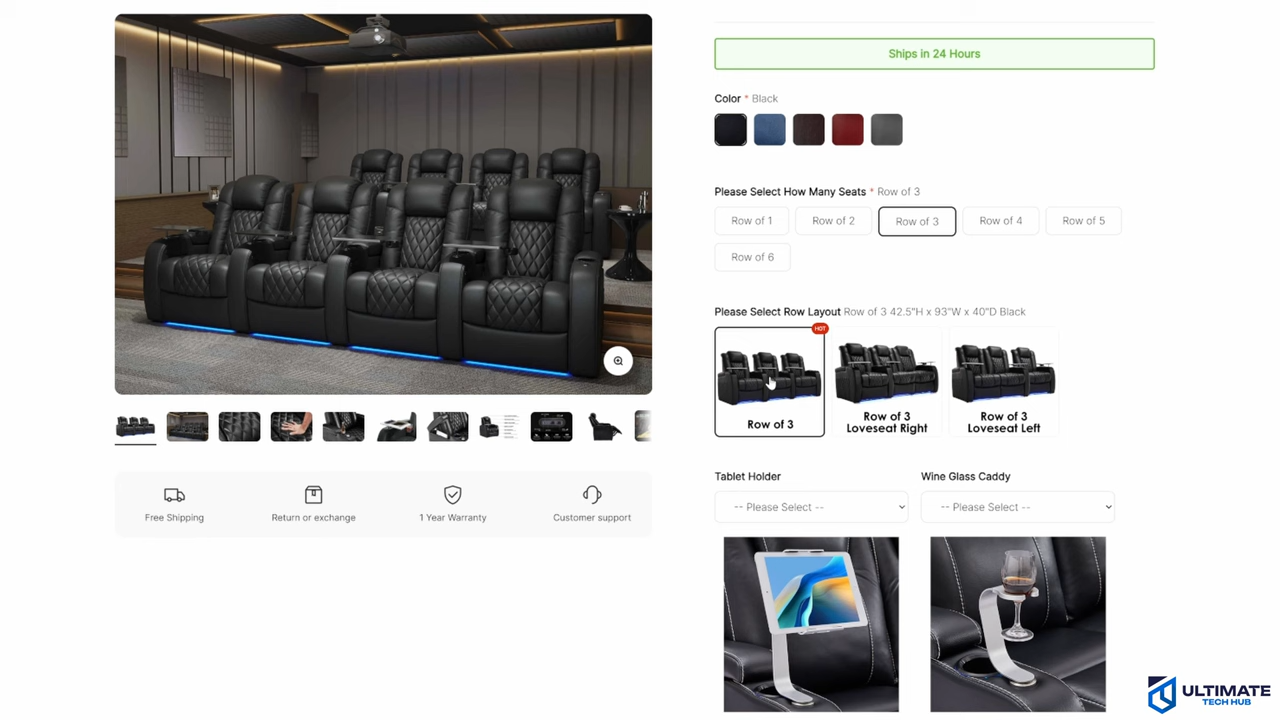 Ships in 24 Hours
Color * Black
Please Select How Many Seats * Row of 3
Row of 1
Row of 2
Row of 3
Row of 4
Row of 5
Row of 6
Please Select Row Layout Row of 3 42.5"H x 93"W x 40"D Black
HOT
Row of 3
Row of 3
Loveseat Right
Row of 3
Loveseat Left
Free Shipping
Return or exchange
1 Year Warranty
Customer support
Tablet Holder
Wine Glass Caddy
-- Please Select --
-- Please Select --
ULTIMATE
TECH HUB